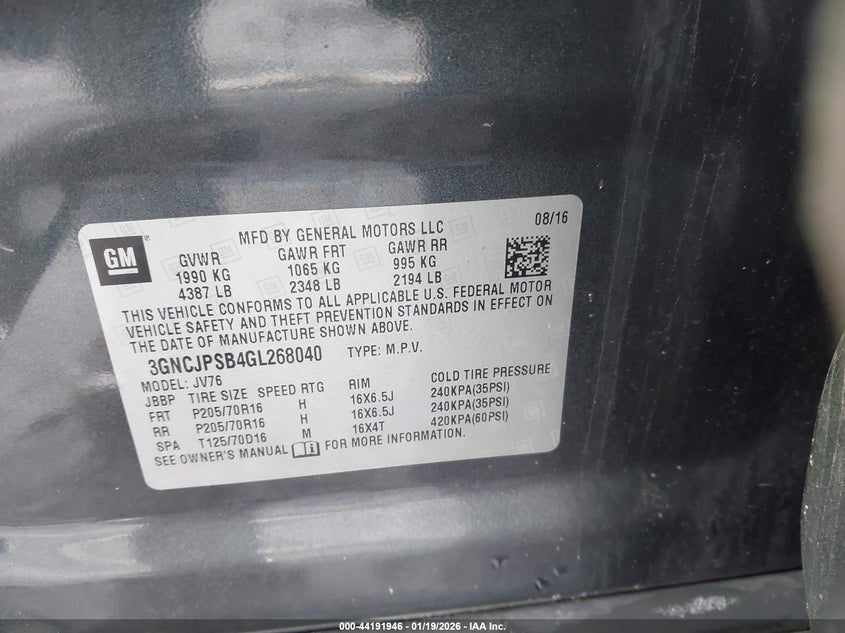 GM
®
MFD BY GENERAL MOTORS LLC
08/16
GVWR GAWR FRT GAWR RR
1990 KG 1065 KG 995 KG
4387 LB 2348 LB 2194 LB
THIS VEHICLE CONFORMS TO ALL APPLICABLE U.S. FEDERAL MOTOR
VEHICLE SAFETY AND THEFT PREVENTION STANDARDS IN EFFECT ON
THE DATE OF MANUFACTURE SHOWN ABOVE.
3GNCJPSB4GL268040 TYPE: M.P.V.
MODEL: JV76
JBBP TIRE SIZE SPEED RTG RIM COLD TIRE PRESSURE
FRT P205/70R16 H 16X6.5J 240KPA(35PSI)
RR P205/70R16 H 16X6.5J 240KPA(35PSI)
SPA T125/70D16 M 16X4T 420KPA(60PSI)
SEE OWNER'S MANUAL FOR MORE INFORMATION.
000-44191946 - 01/19/2026 - IAA Inc.